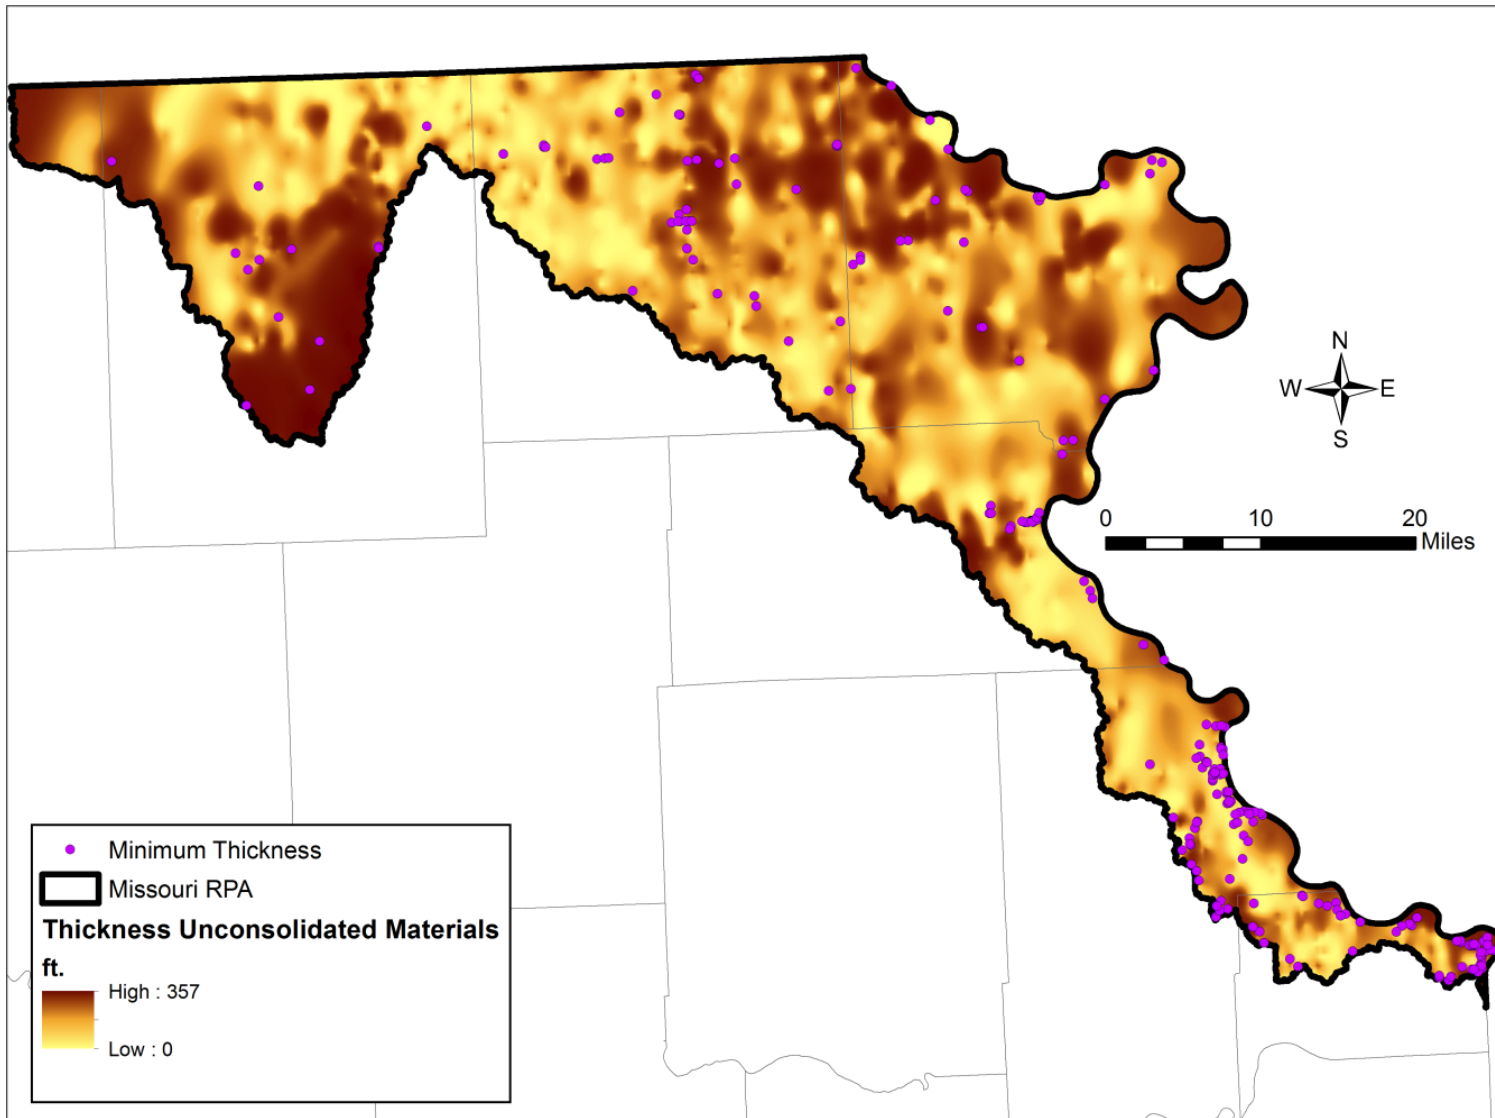 N
W E
S
0 10 20
Miles
Minimum Thickness
Missouri RPA
Thickness Unconsolidated Materials
ft.
High : 357
Low : 0